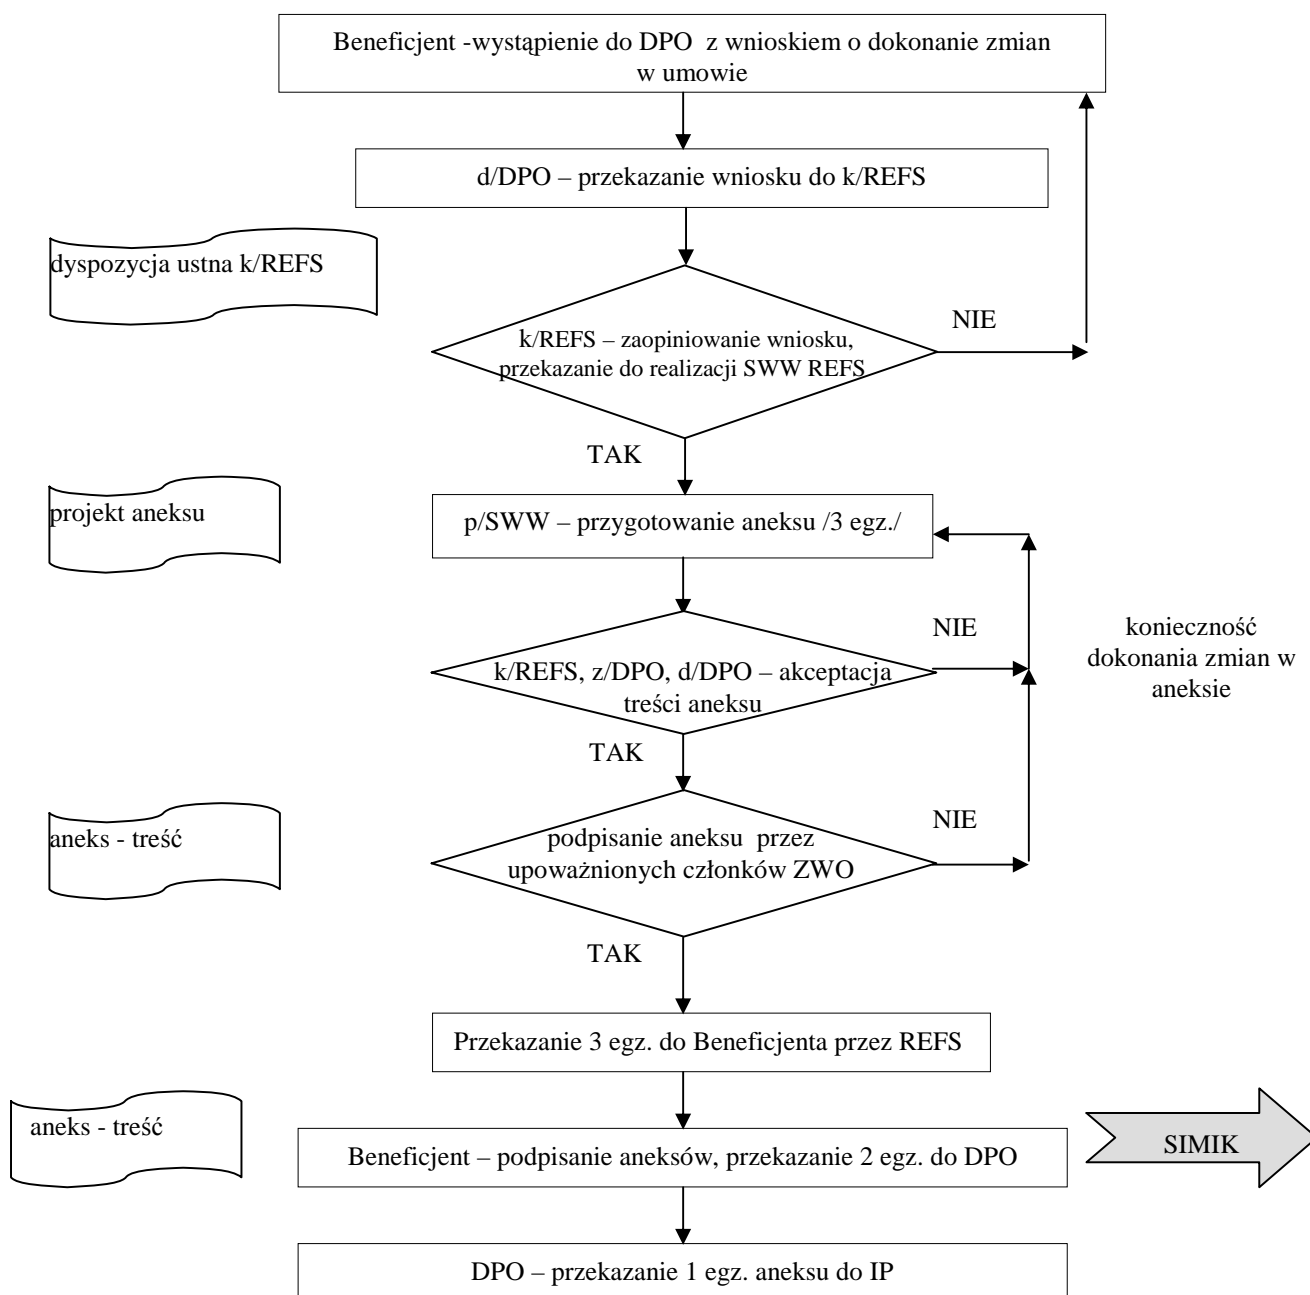 Beneficjent -wystąpienie do DPO z wnioskiem o dokonanie zmian
w umowie
d/DPO – przekazanie wniosku do k/REFS
dyspozycja ustna k/REFS
NIE
k/REFS – zaopiniowanie wniosku,
przekazanie do realizacji SWW REFS
TAK
projekt aneksu
p/SWW – przygotowanie aneksu /3 egz./
NIE
konieczność
dokonania zmian w
aneksie
k/REFS, z/DPO, d/DPO – akceptacja
treści aneksu
TAK
aneks - treść
NIE
podpisanie aneksu przez
upoważnionych członków ZWO
TAK
Przekazanie 3 egz. do Beneficjenta przez REFS
aneks - treść
Beneficjent – podpisanie aneksów, przekazanie 2 egz. do DPO
SIMIK
DPO – przekazanie 1 egz. aneksu do IP